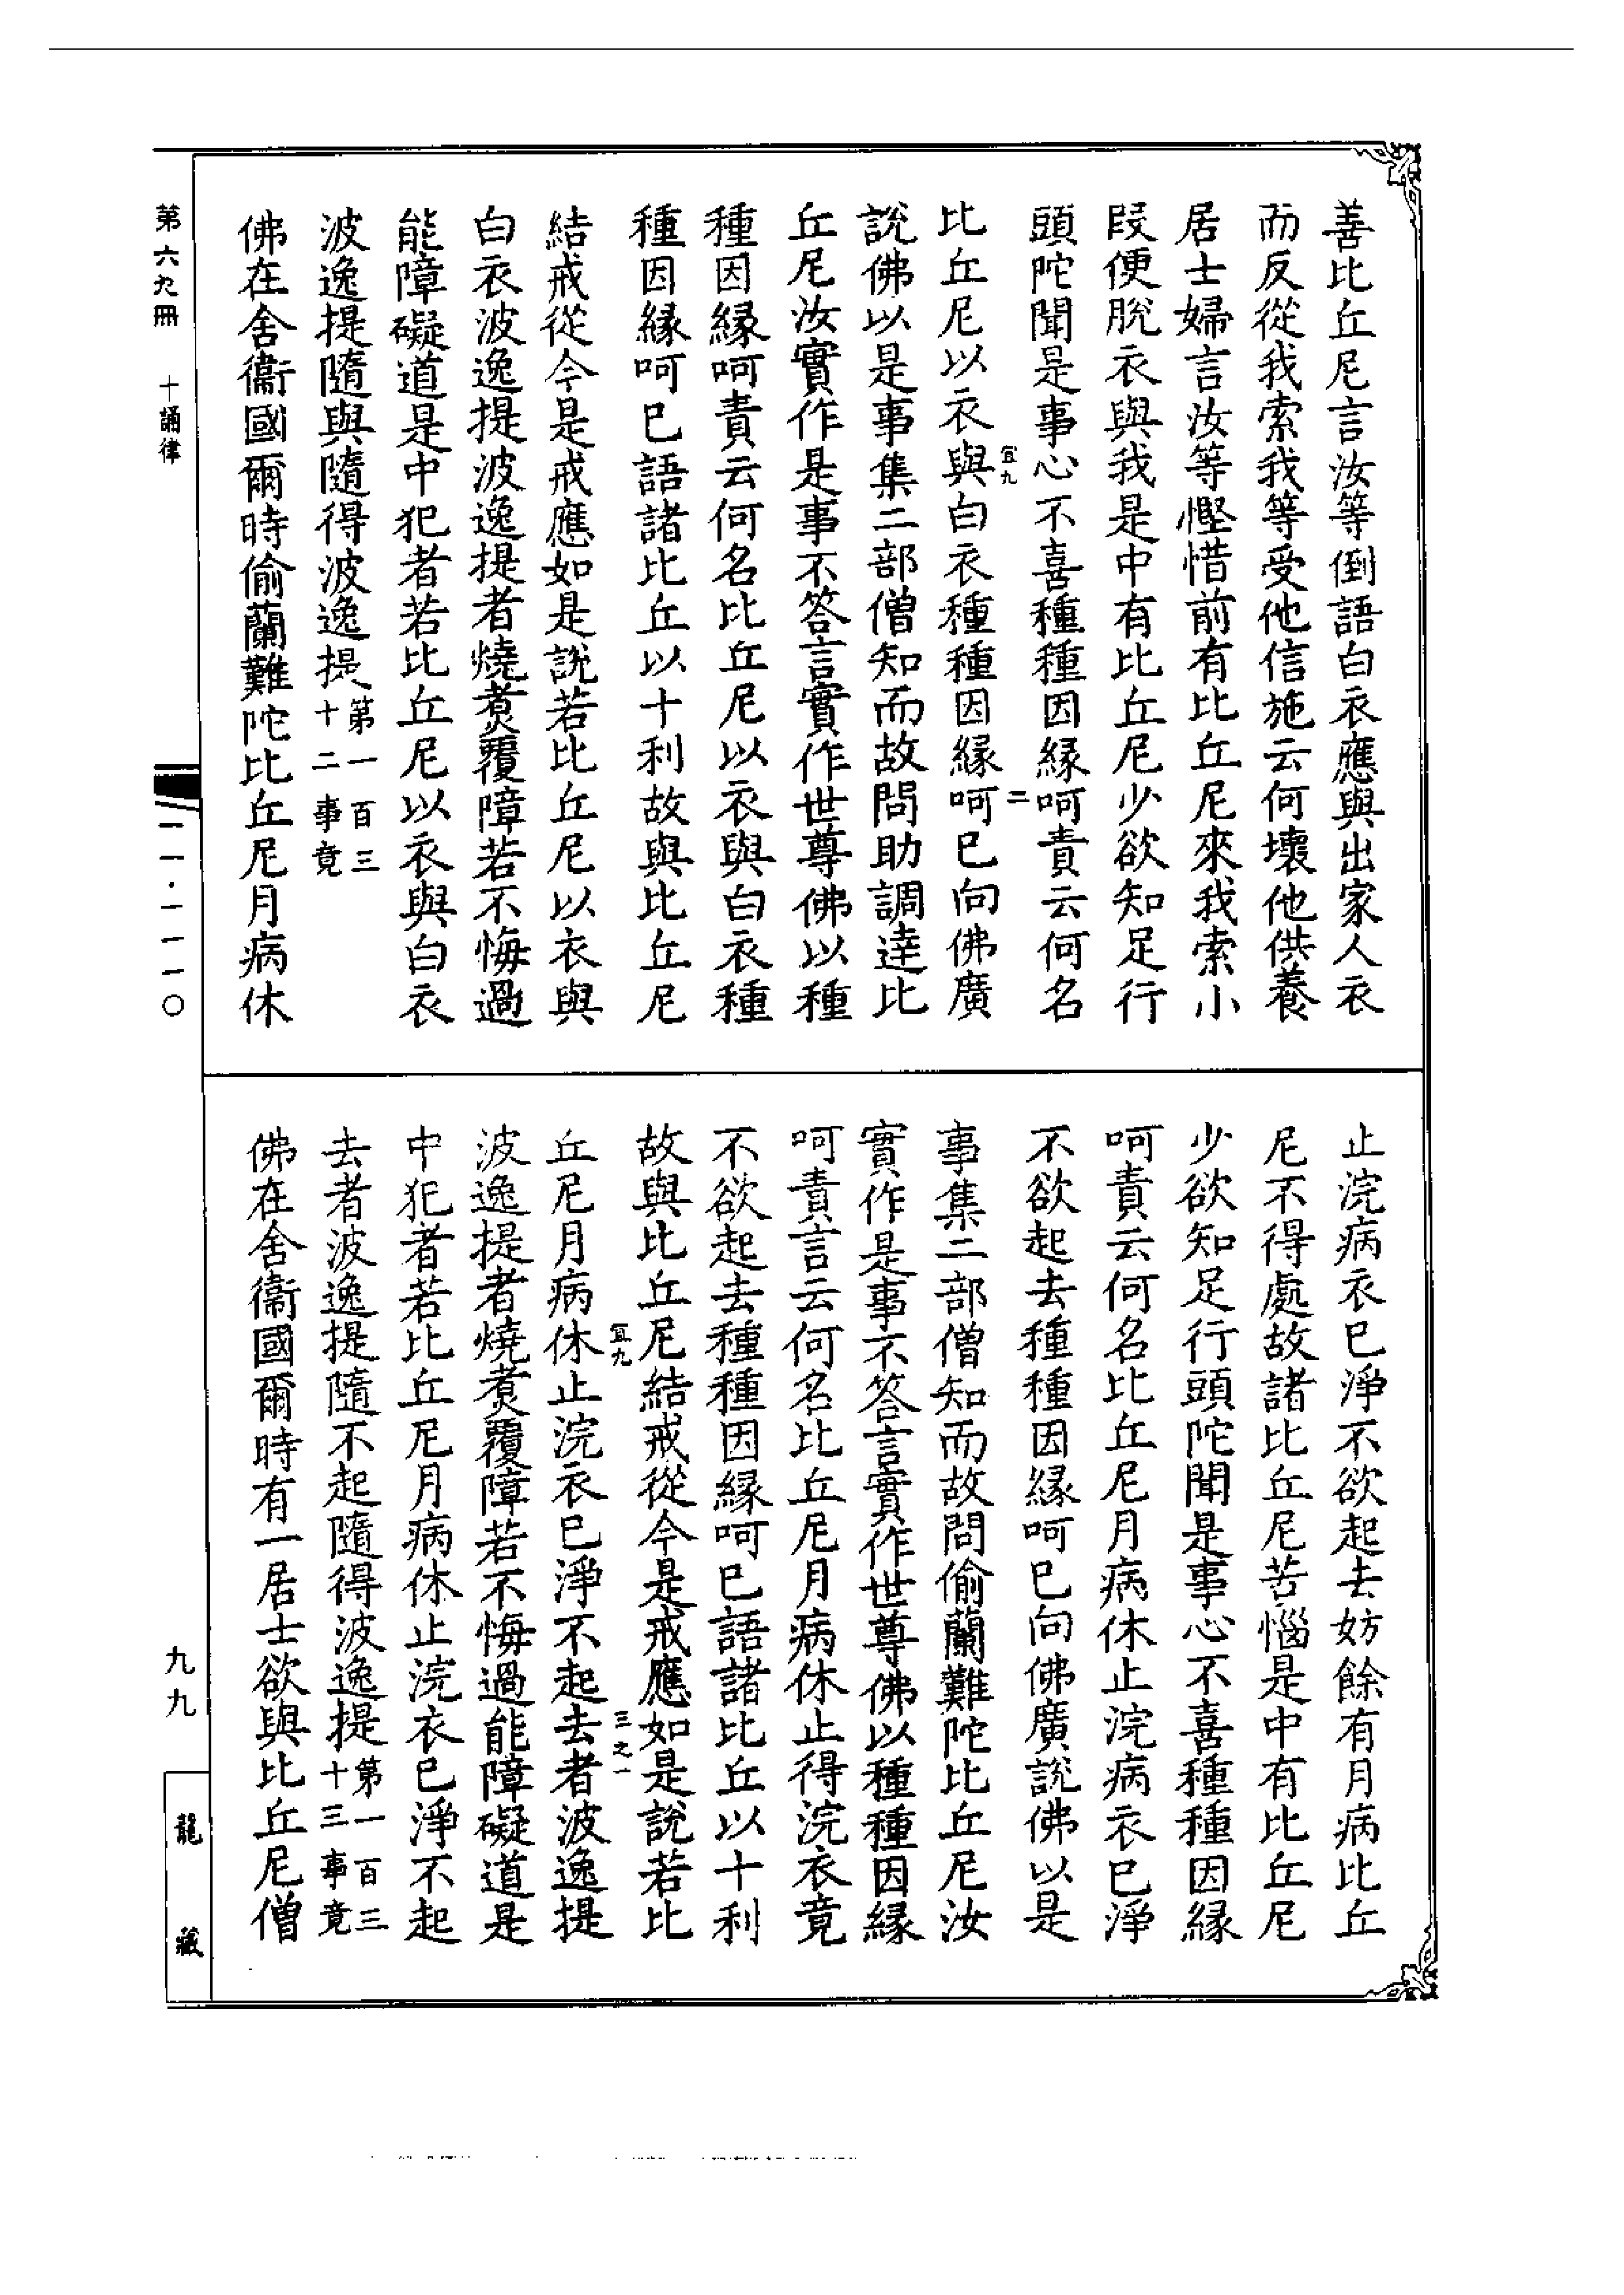 善比丘尼言汝等倒語白衣應與出家人衣
而反從我索我等受他信施云何壞他供養
居士婦言汝等慳惜前有比丘尼來我索小
段便脫衣與我是中有比丘尼少欲知足行
頭陀聞是事心不喜種種因緣呵責云何名
宜九 二
比丘尼以衣與白衣種種因緣呵已向佛廣
說佛以是事集二部僧知而故問助調達比
丘尼汝實作是事不答言實作世尊佛以種
種因緣呵責云何名比丘尼以衣與白衣種
種因緣呵已語諸比丘以十利故與比丘尼
結戒從今是戒應如是說若比丘尼以衣與
白衣波逸提波逸提者燒煑覆障若不悔過
能障礙道是中犯者若比丘尼以衣與白衣
波逸提隨與隨得波逸提第一百三十二事竟
佛在舍衞國爾時偷蘭難陀比丘尼月病休
止浣病衣已淨不欲起去妨餘有月病比丘
尼不得處故諸比丘尼苦惱是中有比丘尼
少欲知足行頭陀聞是事心不喜種種因緣
呵責云何名比丘尼月病休止浣病衣已淨
不欲起去種種因緣呵已向佛廣說佛以是
事集二部僧知而故問偷蘭難陀比丘尼汝
實作是事不答言實作世尊佛以種種因緣
呵責言云何名比丘尼月病休止得浣衣竟
不欲起去種種因緣呵已語諸比丘以十利
故與比丘尼結戒從今是戒應如是說若比
宜九 三之一
丘尼月病休止浣衣已淨不起去者波逸提
波逸提者燒煑覆障若不悔過能障礙道是
中犯者若比丘尼月病休止浣衣已淨不起
去者波逸提隨不起隨得波逸提第一百三十三事竟
佛在舍衞國爾時有一居士欲與比丘尼僧
第六九冊 十誦律
一一·一一一〇
九九
龍藏